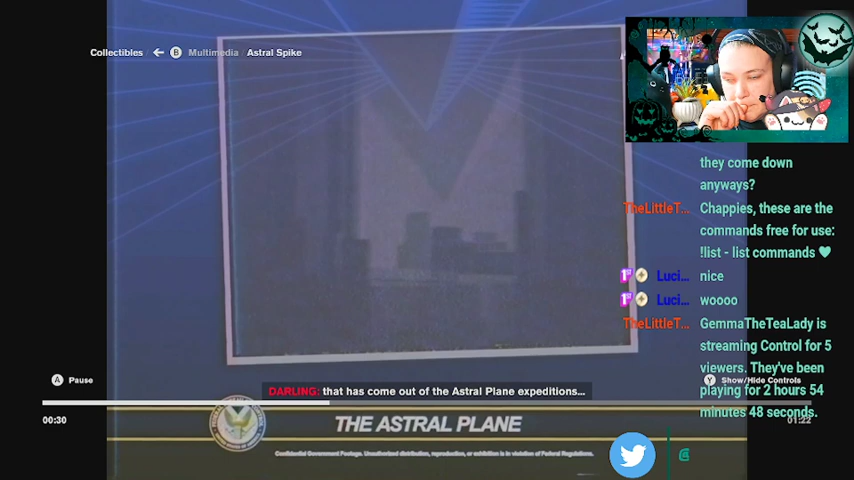 Collectibles ← B Multimedia Astral Spike
they come down
anyways?
TheLittleT... Chappies, these are the
commands free for use:
!list - list commands ♥
1st Luci... nice
1st Luci... woooo
TheLittleT... GemmaTheTeaLady is
streaming Control for 5
viewers. They've been
playing for 2 hours 54
minutes 48 seconds.
A Pause
Y Show/Hide Controls
DARLING: that has come out of the Astral Plane expeditions...
00:30
01:22
THE ASTRAL PLANE
Confidential Government Footage. Unauthorized distribution, reproduction, or exhibition is in violation of Federal Regulations.